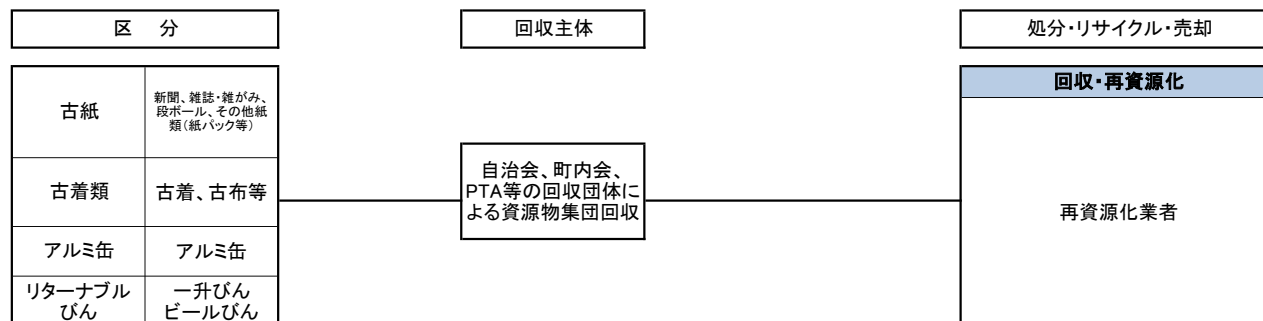 区　分
回収主体
処分・リサイクル・売却
古紙
新聞、雑誌・雑がみ、
段ボール、その他紙
類（紙パック等）
古着類
古着、古布等
アルミ缶
アルミ缶
リターナブル
びん
一升びん
ビールびん
自治会、町内会、
PTA等の回収団体に
よる資源物集団回収
回収・再資源化
再資源化業者